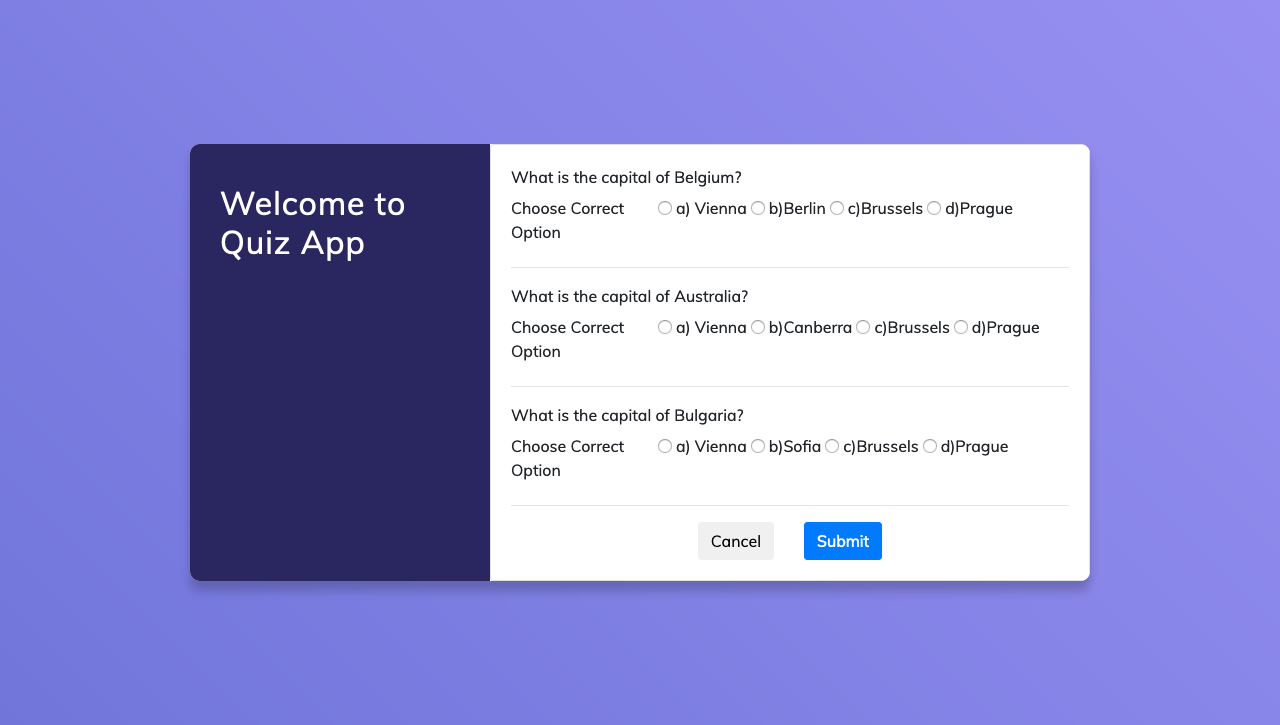 Welcome to
Quiz App
What is the capital of Belgium?
Choose Correct
Option
a) Vienna b)Berlin c)Brussels d)Prague
What is the capital of Australia?
Choose Correct
Option
a) Vienna b)Canberra c)Brussels d)Prague
What is the capital of Bulgaria?
Choose Correct
Option
a) Vienna b)Sofia c)Brussels d)Prague
Cancel
Submit